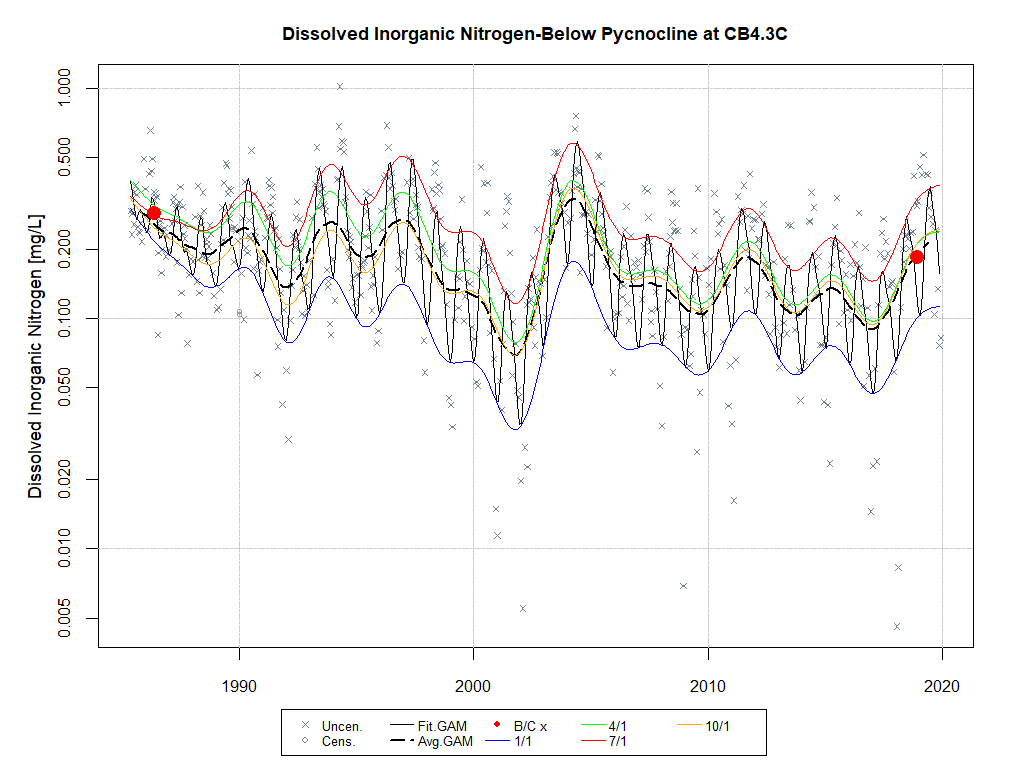 Dissolved Inorganic Nitrogen-Below Pycnocline at CB4.3C
Dissolved Inorganic Nitrogen [mg/L]
1.000
0.500
0.200
0.100
0.050
0.020
0.010
0.005
1990 2000 2010 2020
Uncen. Fit.GAM B/C x 4/1 10/1
Cens. Avg.GAM 1/1 7/1